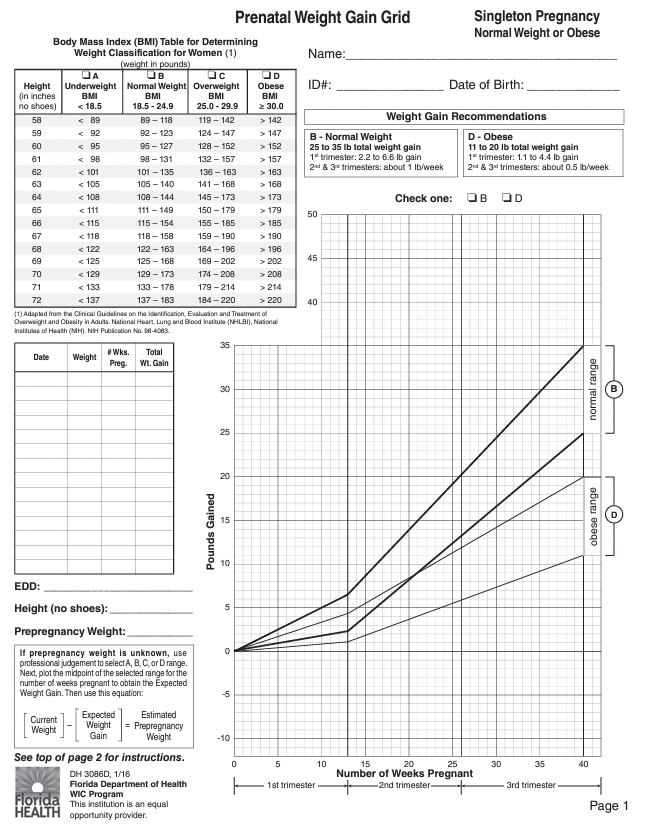 Prenatal Weight Gain Grid
Singleton Pregnancy
Normal Weight or Obese
Body Mass Index (BMI) Table for Determining
Weight Classification for Women (1)
(weight in pounds)
Height (in inches no shoes) ❑ A Underweight BMI < 18.5 ❑ B Normal Weight BMI 18.5 - 24.9 ❑ C Overweight BMI 25.0 - 29.9 ❑ D Obese BMI ≥ 30.0
58 < 89 89 – 118 119 – 142 > 142
59 < 92 92 – 123 124 – 147 > 147
60 < 95 95 – 127 128 – 152 > 152
61 < 98 98 – 131 132 – 157 > 157
62 < 101 101 – 135 136 – 163 > 163
63 < 105 105 – 140 141 – 168 > 168
64 < 108 108 – 144 145 – 173 > 173
65 < 111 111 – 149 150 – 179 > 179
66 < 115 115 – 154 155 – 185 > 185
67 < 118 118 – 158 159 – 190 > 190
68 < 122 122 – 163 164 – 196 > 196
69 < 125 125 – 168 169 – 202 > 202
70 < 129 129 – 173 174 – 208 > 208
71 < 133 133 – 178 179 – 214 > 214
72 < 137 137 – 183 184 – 220 > 220
(1) Adapted from the Clinical Guidelines on the Identification, Evaluation and Treatment of
Overweight and Obesity in Adults. National Heart, Lung and Blood Institute (NHLBI), National
Institutes of Health (NIH). NIH Publication No. 98-4083.
Name:
ID#: Date of Birth:
Weight Gain Recommendations
B - Normal Weight
25 to 35 lb total weight gain
1st trimester: 2.2 to 6.6 lb gain
2nd & 3rd trimesters: about 1 lb/week
D - Obese
11 to 20 lb total weight gain
1st trimester: 1.1 to 4.4 lb gain
2nd & 3rd trimesters: about 0.5 lb/week
Check one: ❑ B ❑ D
Date Weight # Wks. Preg. Total Wt. Gain
EDD:
Height (no shoes):
Prepregnancy Weight:
If prepregnancy weight is unknown, use
professional judgement to select A, B, C, or D range.
Next, plot the midpoint of the selected range for the
number of weeks pregnant to obtain the Expected
Weight Gain. Then use this equation:
[Current Weight] – [Expected Weight Gain] = Estimated Prepregnancy Weight
See top of page 2 for instructions.
Florida
HEALTH
DH 3086D, 1/16
Florida Department of Health
WIC Program
This institution is an equal
opportunity provider.
Pounds Gained
50
45
40
35
30
25
20
15
10
5
0
-5
-10
normal range
B
obese range
D
0 5 10 15 20 25 30 35 40
Number of Weeks Pregnant
1st trimester 2nd trimester 3rd trimester
Page 1